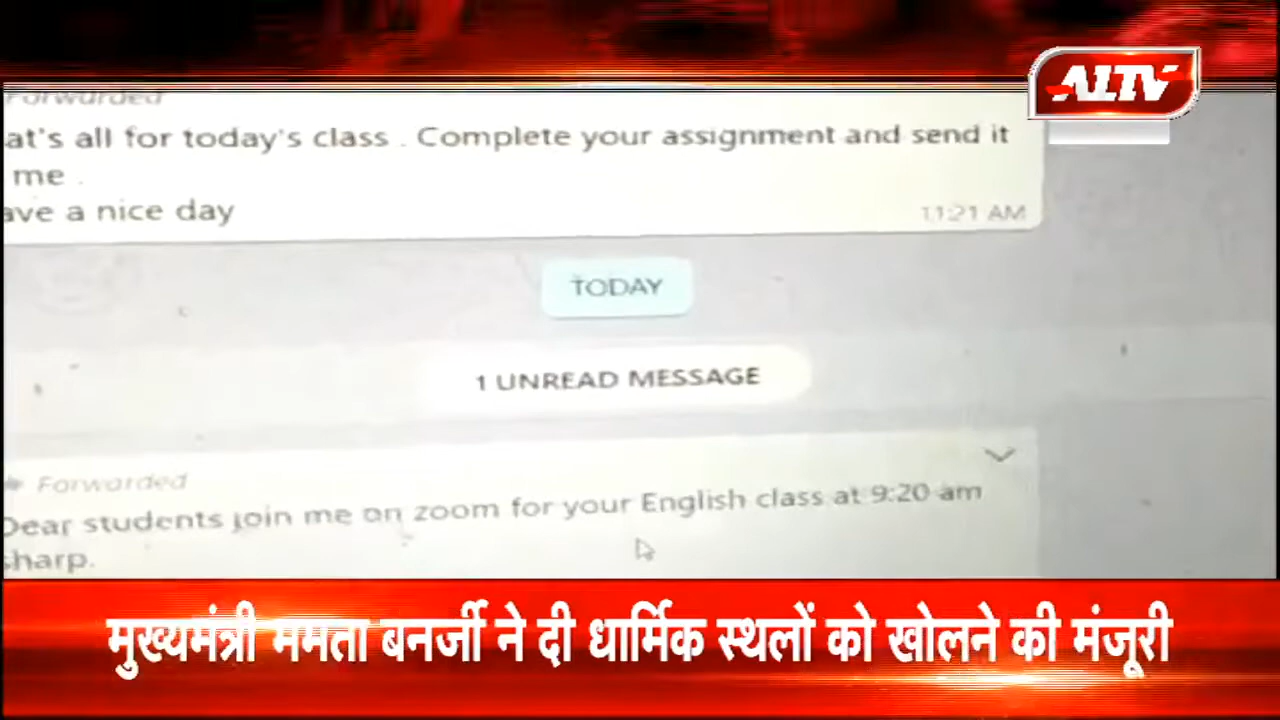 ALTV
Forwarded
at's all for today's class . Complete your assignment and send it
me .
ave a nice day
11:21 AM
TODAY
1 UNREAD MESSAGE
Forwarded
Dear students join me on zoom for your English class at 9:20 am
sharp.
मुख्यमंत्री ममता बनर्जी ने दी धार्मिक स्थलों को खोलने की मंजूरी